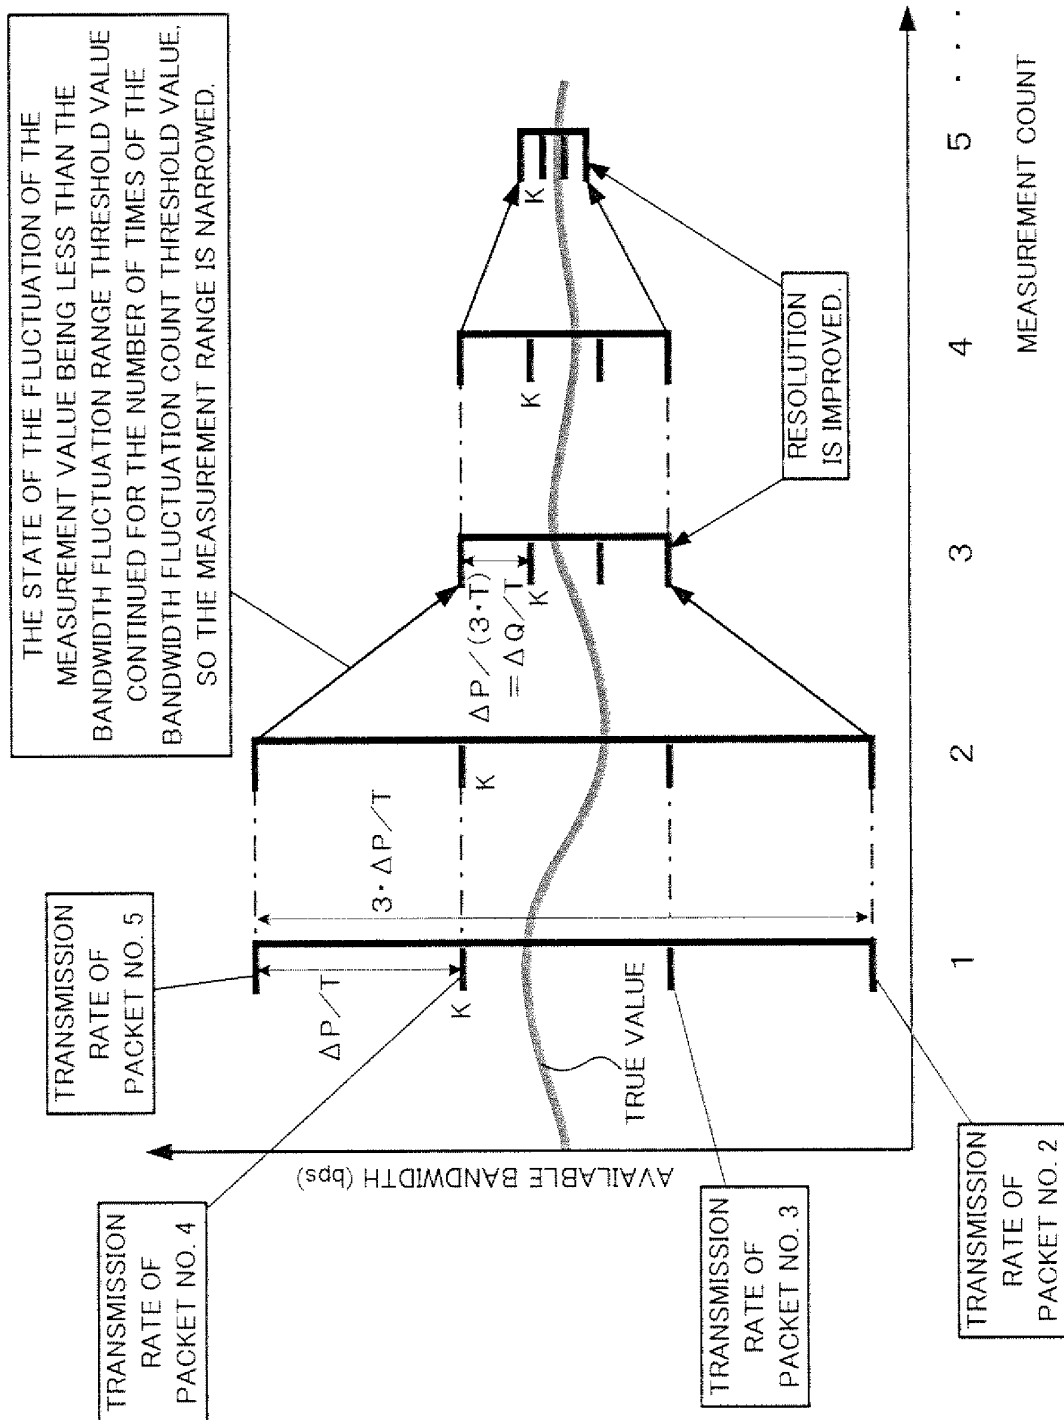 THE STATE OF THE FLUCTUATION OF THE
MEASUREMENT VALUE BEING LESS THAN THE
BANDWIDTH FLUCTUATION RANGE THRESHOLD VALUE
CONTINUED FOR THE NUMBER OF TIMES OF THE
BANDWIDTH FLUCTUATION COUNT THRESHOLD VALUE,
SO THE MEASUREMENT RANGE IS NARROWED.
TRANSMISSION
RATE OF
PACKET NO. 5
TRANSMISSION
RATE OF
PACKET NO. 4
AVAILABLE BANDWIDTH (bps)
ΔP/T
3・ΔP/T
K
K
ΔP/(3・T)
=ΔQ/T
K
K
K
TRUE VALUE
RESOLUTION
IS IMPROVED.
TRANSMISSION
RATE OF
PACKET NO. 3
TRANSMISSION
RATE OF
PACKET NO. 2
1 2 3 4 5 ・・・
MEASUREMENT COUNT